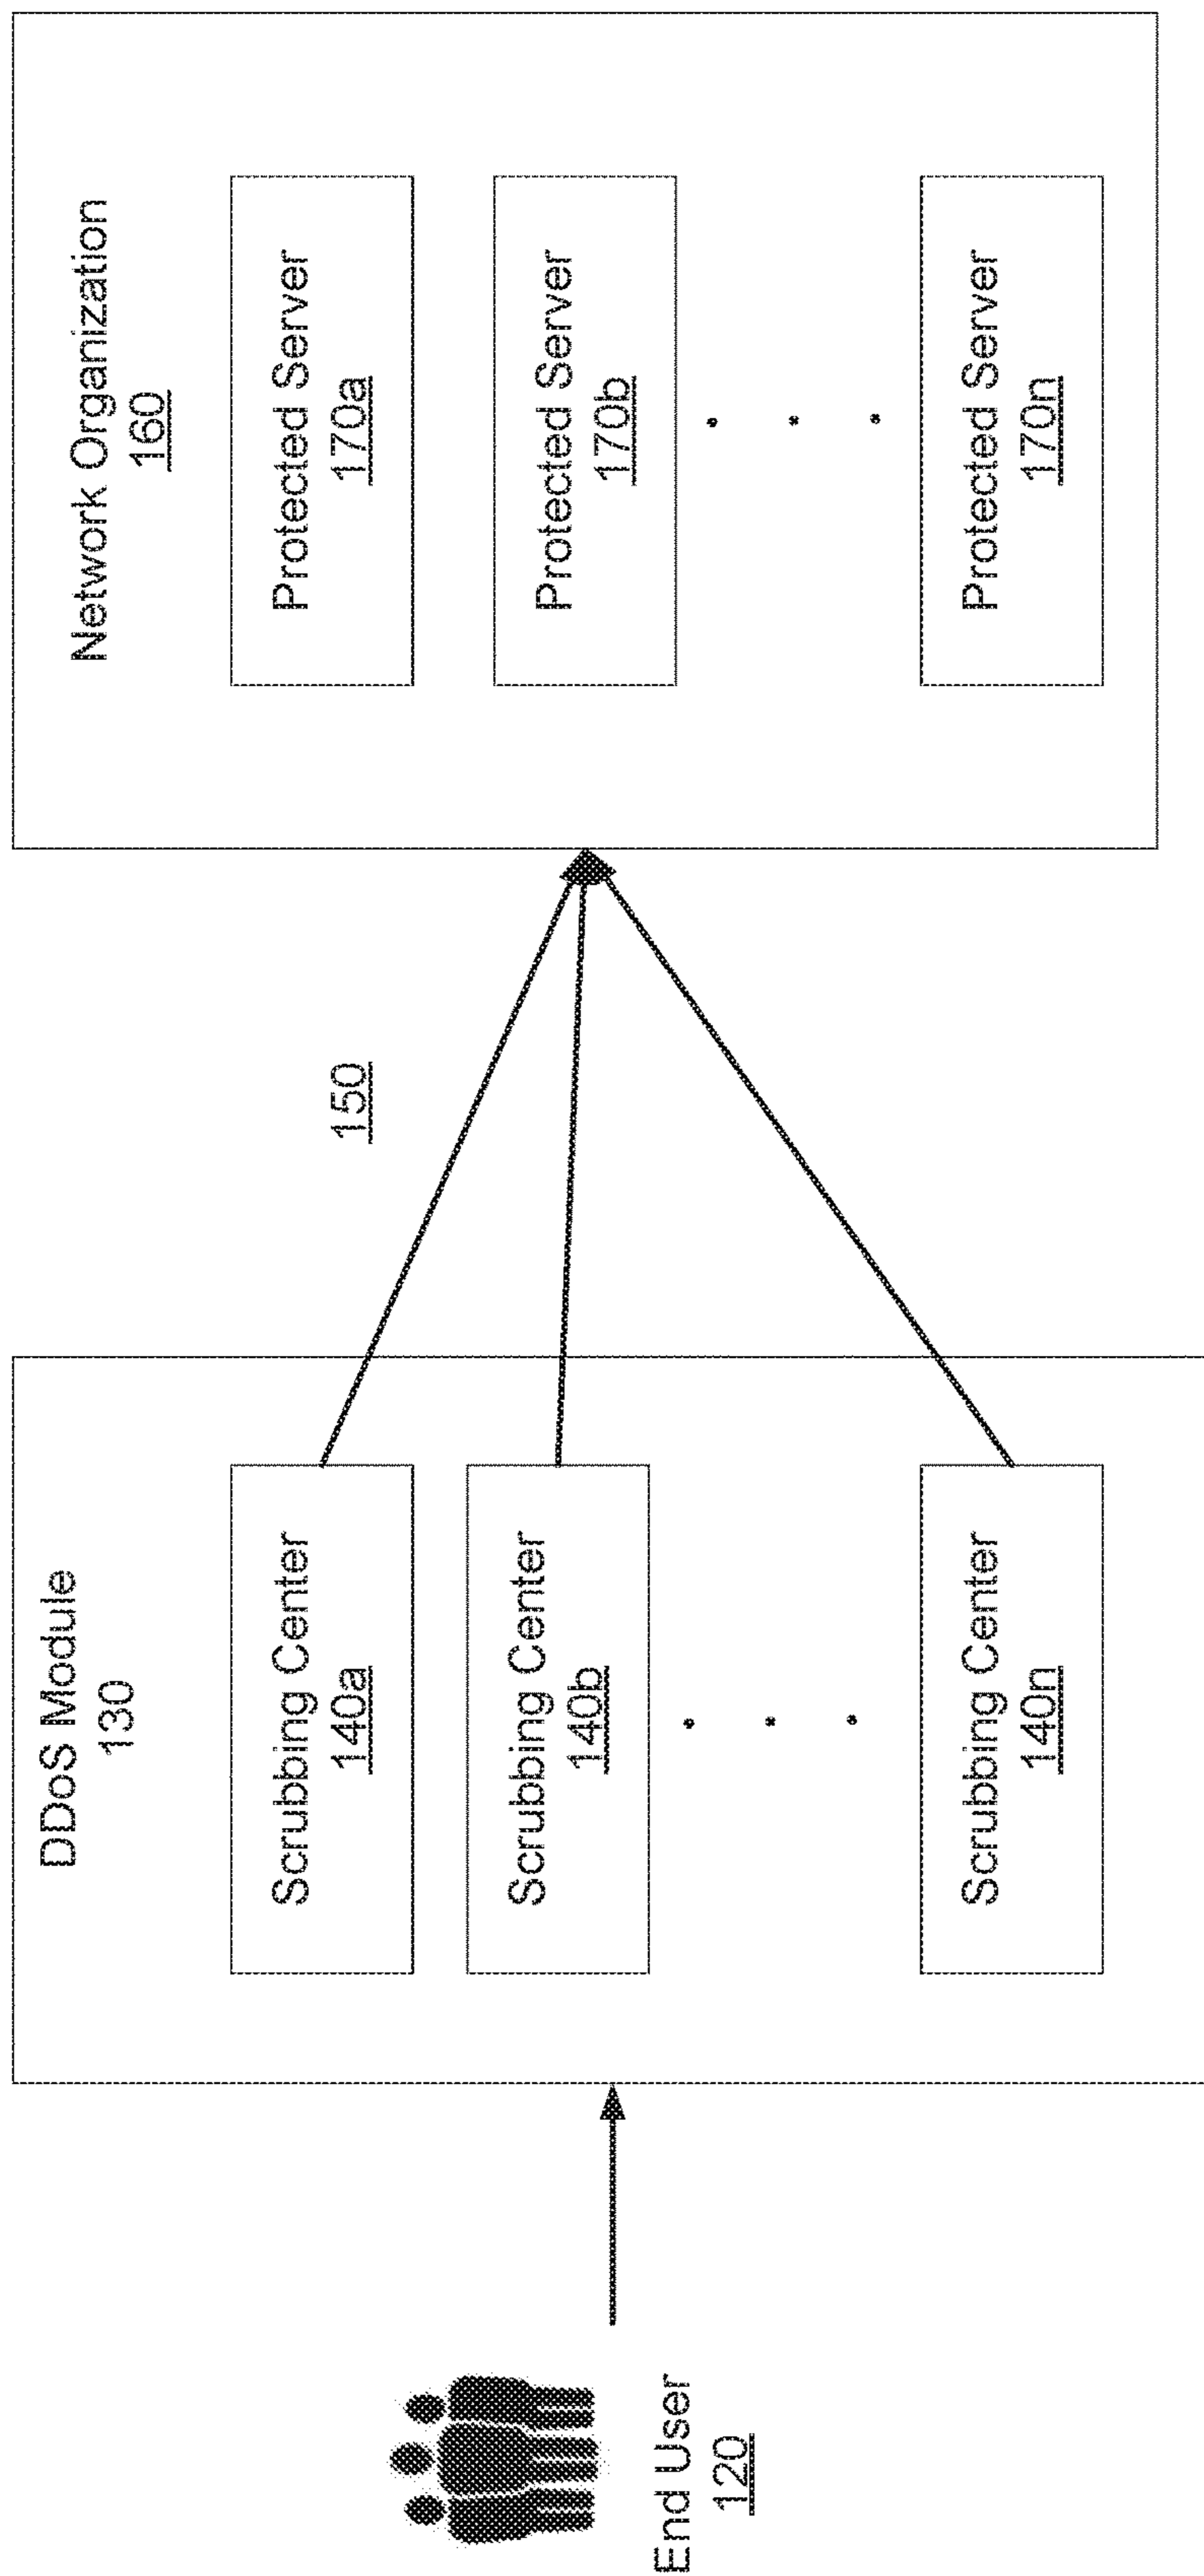 End User
120
DDoS Module
130
Scrubbing Center
140a
Scrubbing Center
140b
Scrubbing Center
140n
150
Network Organization
160
Protected Server
170a
Protected Server
170b
Protected Server
170n